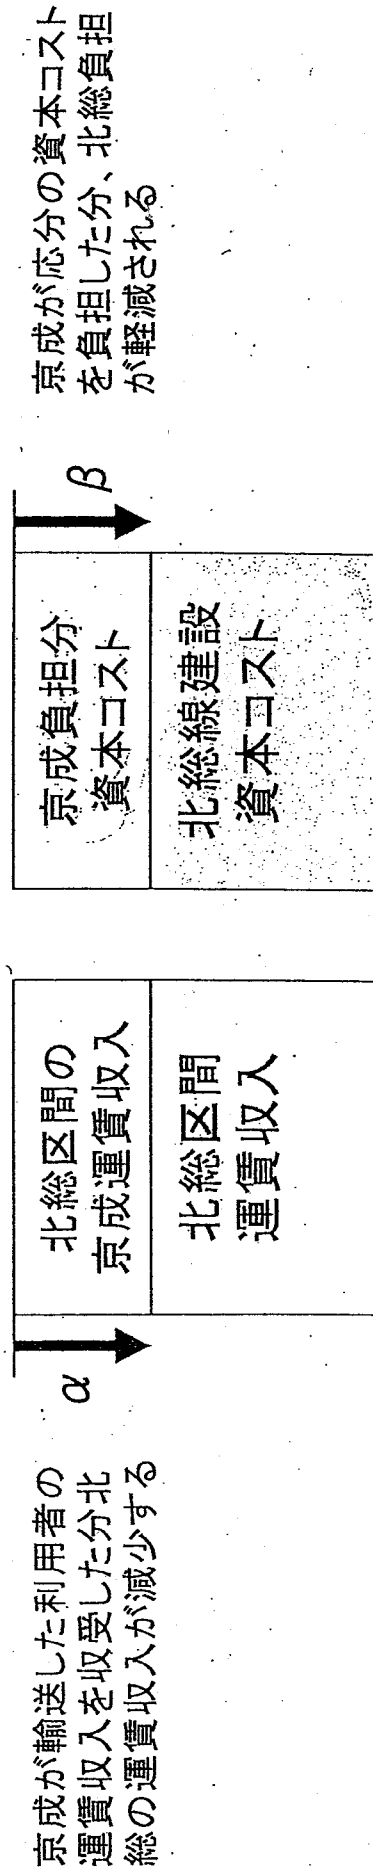 京成が輸送した利用者の
運賃収入を収受した分北
総の運賃収入が減少する
α
北総区間の
京成運賃収入
北総区間
運賃収入
京成負担分
資本コスト
北総線建設
資本コスト
β
京成が応分の資本コスト
を負担した分、北総負担
が軽減される